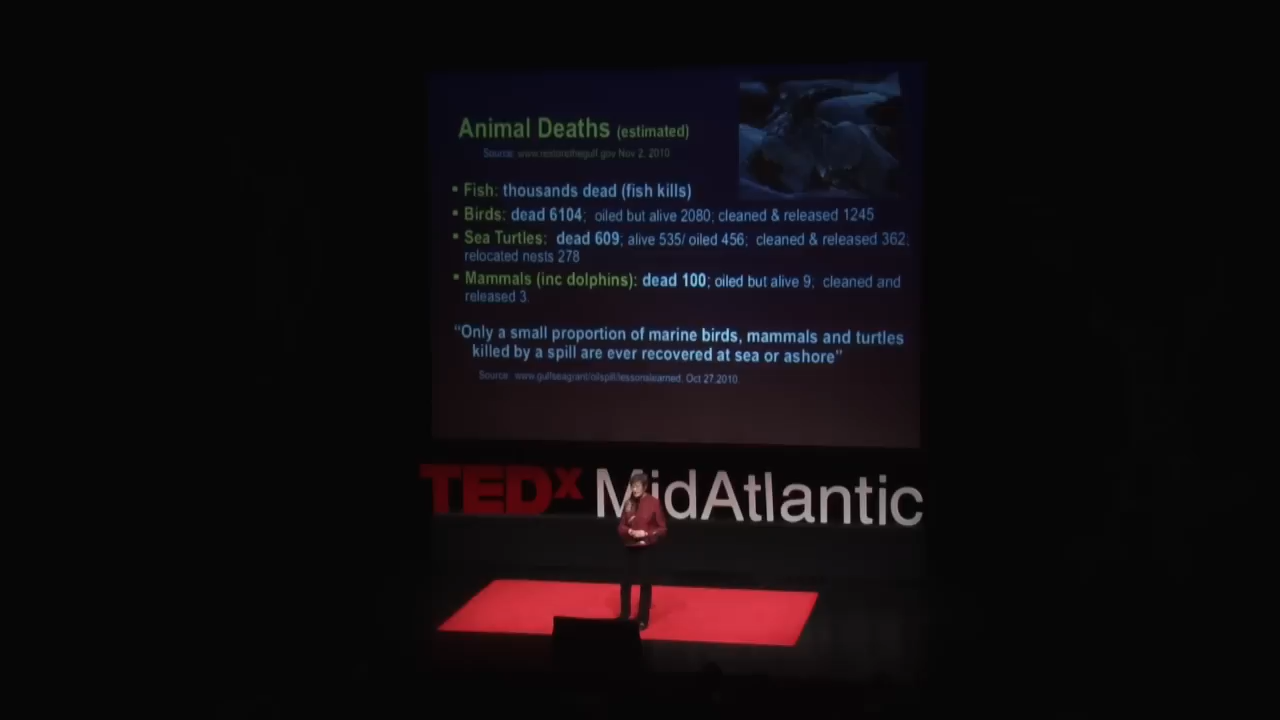 Animal Deaths (estimated)
Source: www.restorethegulf.gov Nov 2, 2010
▪ Fish: thousands dead (fish kills)
▪ Birds: dead 6104; oiled but alive 2080; cleaned & released 1245
▪ Sea Turtles: dead 609; alive 535/ oiled 456; cleaned & released 362;
relocated nests 278
▪ Mammals (inc dolphins): dead 100; oiled but alive 9; cleaned and
released 3.
“Only a small proportion of marine birds, mammals and turtles
killed by a spill are ever recovered at sea or ashore”
Source: www.gulfseagrant/oilspill/lessonslearned, Oct 27,2010.
TEDx MidAtlantic